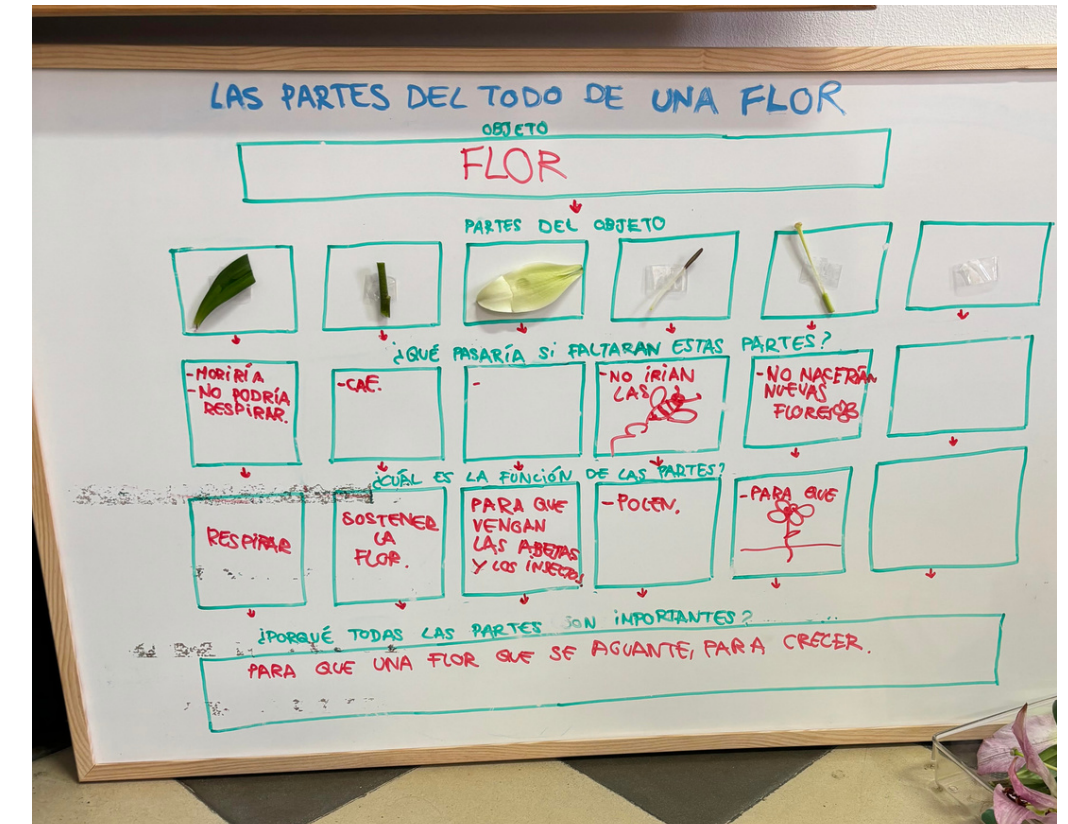 LAS PARTES DEL TODO DE UNA FLOR
OBJETO
FLOR
PARTES DEL OBJETO
¿QUÉ PASARÍA SI FALTARAN ESTAS PARTES?
- MORIRÍA
- NO PODRÍA
RESPIRAR.
- CAE.
-
- NO IRIAN
LAS
- NO NACERÍAN
NUEVAS
FLORES
¿CUÁL ES LA FUNCIÓN DE LAS PARTES?
RESPIRAR
SOSTENER
LA
FLOR.
PARA QUE
VENGAN
LAS ABEJAS
Y LOS INSECTOS
- POLEN.
- PARA QUE
¿PORQUÉ TODAS LAS PARTES SON IMPORTANTES?
PARA QUE UNA FLOR QUE SE AGUANTE, PARA CRECER.